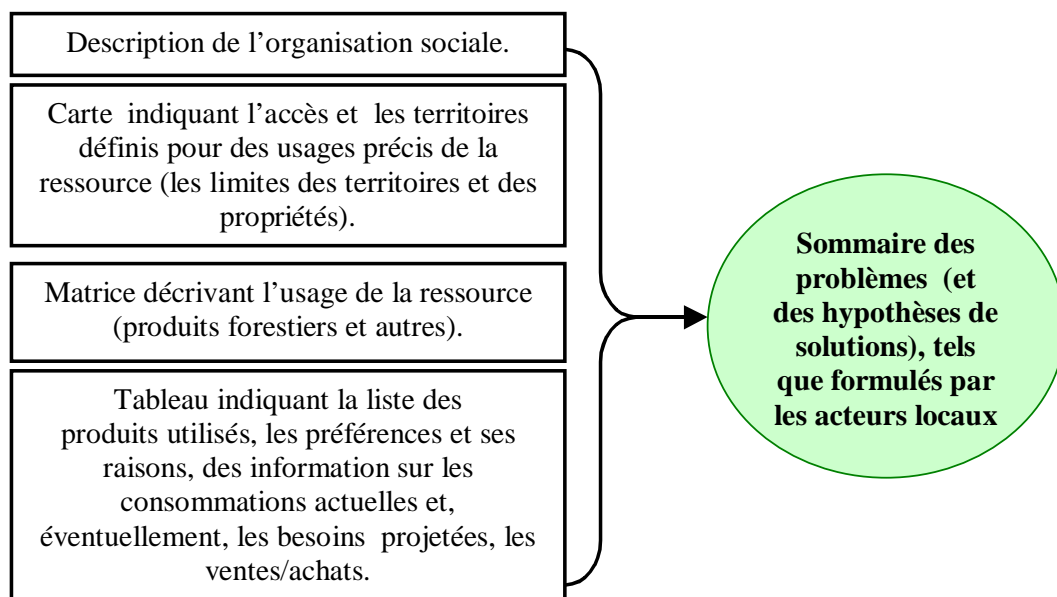 Description de l’organisation sociale.
Carte indiquant l’accès et les territoires
définis pour des usages précis de la
ressource (les limites des territoires et des
propriétés).
Matrice décrivant l’usage de la ressource
(produits forestiers et autres).
Tableau indiquant la liste des
produits utilisés, les préférences et ses
raisons, des information sur les
consommations actuelles et,
éventuellement, les besoins projetées, les
ventes/achats.
Sommaire des
problèmes (et
des hypothèses de
solutions), tels
que formulés par
les acteurs locaux